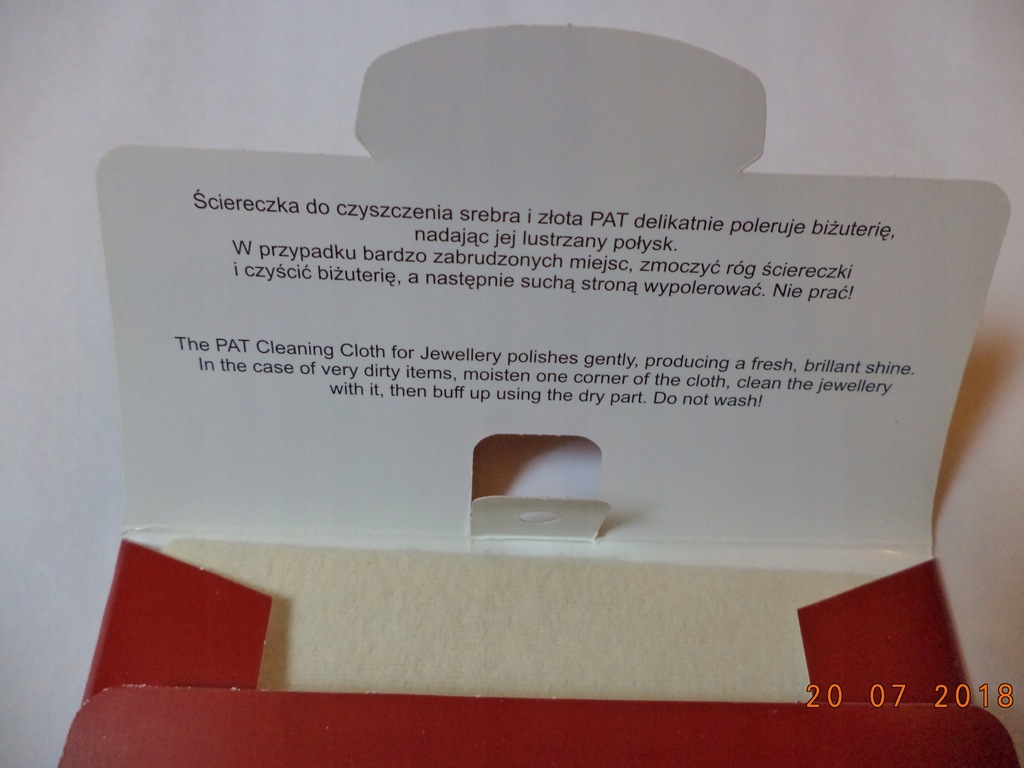 Ściereczka do czyszczenia srebra i złota PAT delikatnie poleruje biżuterię,
nadając jej lustrzany połysk.
W przypadku bardzo zabrudzonych miejsc, zmoczyć róg ściereczki
i czyścić biżuterię, a następnie suchą stroną wypolerować. Nie prać!
The PAT Cleaning Cloth for Jewellery polishes gently, producing a fresh, brillant shine.
In the case of very dirty items, moisten one corner of the cloth, clean the jewellery
with it, then buff up using the dry part. Do not wash!
20 07 2018